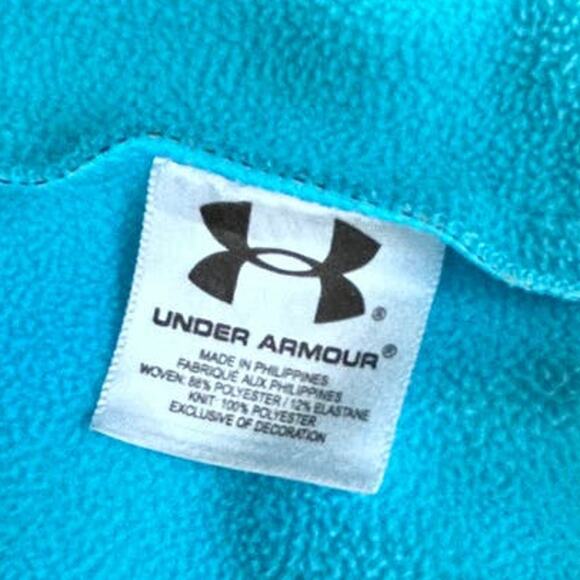 ®
UNDER ARMOUR®
MADE IN PHILIPPINES
FABRIQUÉ AUX PHILIPPINES
WOVEN: 88% POLYESTER / 12% ELASTANE
KNIT: 100% POLYESTER
EXCLUSIVE OF DECORATION